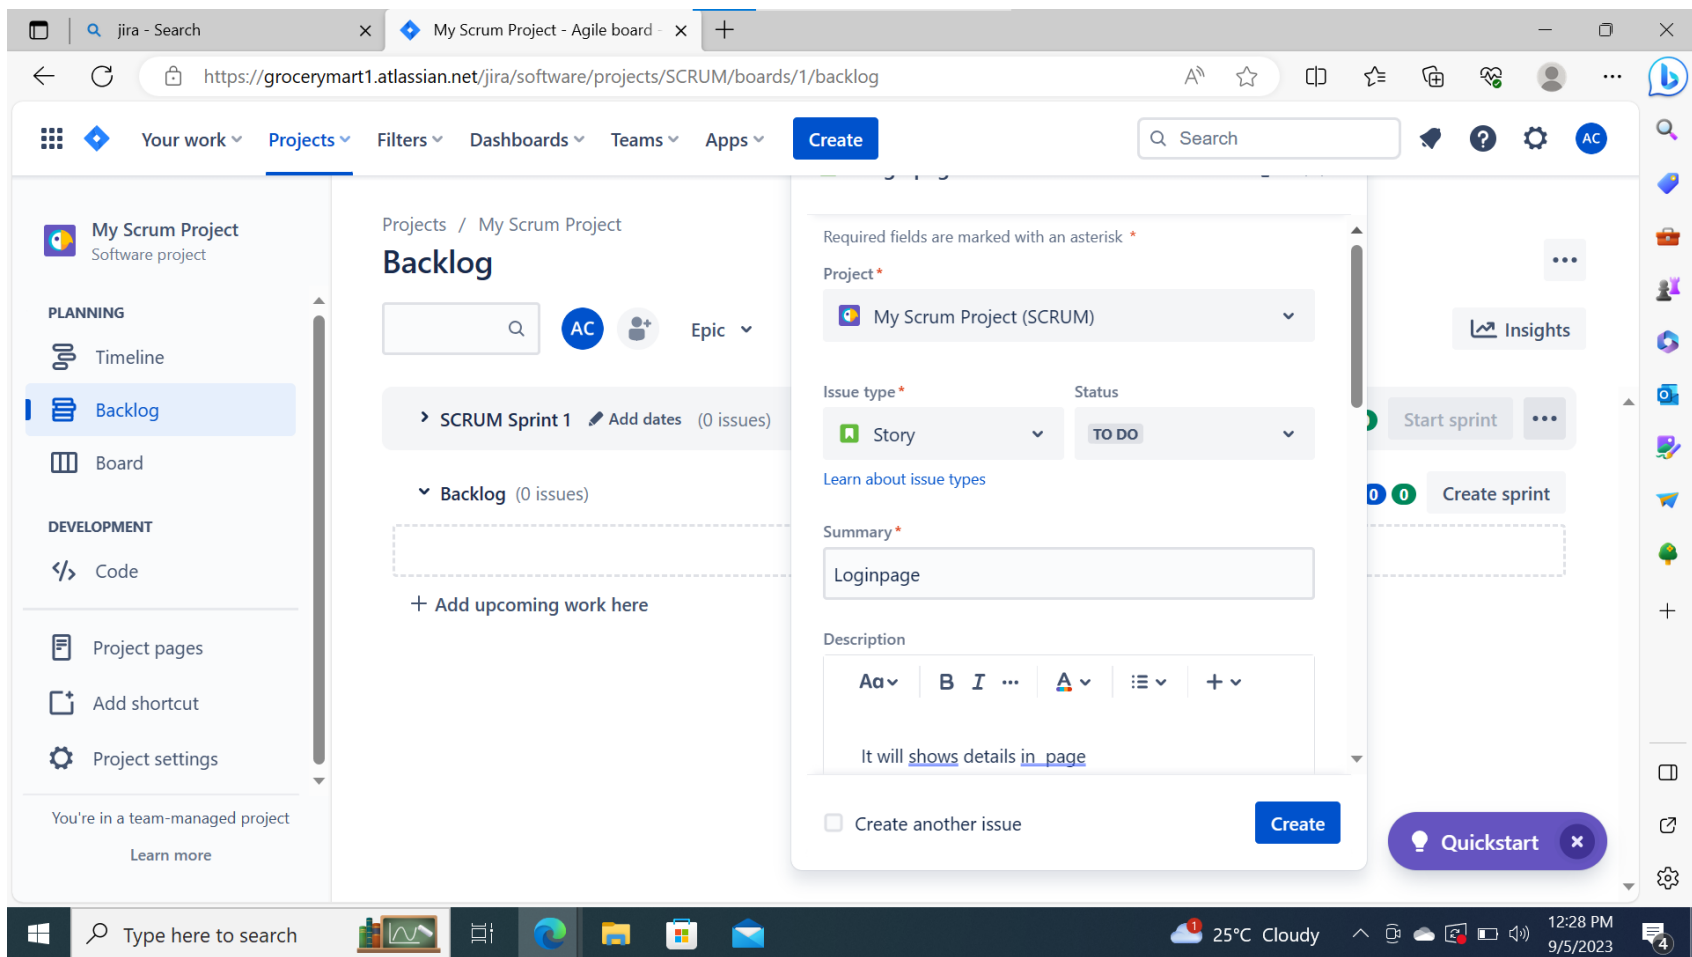 jira - Search
My Scrum Project - Agile board -
https://grocerymart1.atlassian.net/jira/software/projects/SCRUM/boards/1/backlog
Your work
Projects
Filters
Dashboards
Teams
Apps
Create
Search
AC
My Scrum Project
Software project
PLANNING
Timeline
Backlog
Board
DEVELOPMENT
Code
Project pages
Add shortcut
Project settings
You're in a team-managed project
Learn more
Projects / My Scrum Project
Backlog
AC
Epic
Insights
SCRUM Sprint 1 Add dates (0 issues)
Start sprint
Backlog (0 issues)
0 0 Create sprint
+ Add upcoming work here
Required fields are marked with an asterisk *
Project *
My Scrum Project (SCRUM)
Issue type * Status
Story TO DO
Learn about issue types
Summary *
Loginpage
Description
Aa B I ... A
It will shows details in page
Create another issue
Create
Quickstart
Type here to search
1
25°C Cloudy
12:28 PM
9/5/2023
4